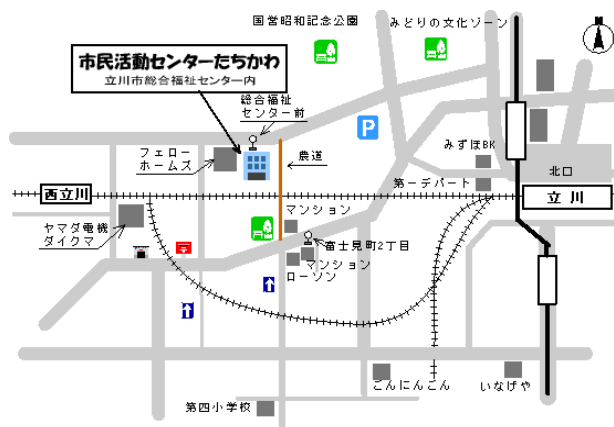 国営昭和記念公園
みどりの文化ゾーン
市民活動センターたちかわ
立川市総合福祉センター内
総合福祉
センター前
P
みずほBK
フェロー
ホームズ
農道
北口
第一デパート
西立川
立川
マンション
ヤマダ電機
ダイクマ
富士見町2丁目
マンション
ローソン
ごんにんごん
いなげや
第四小学校